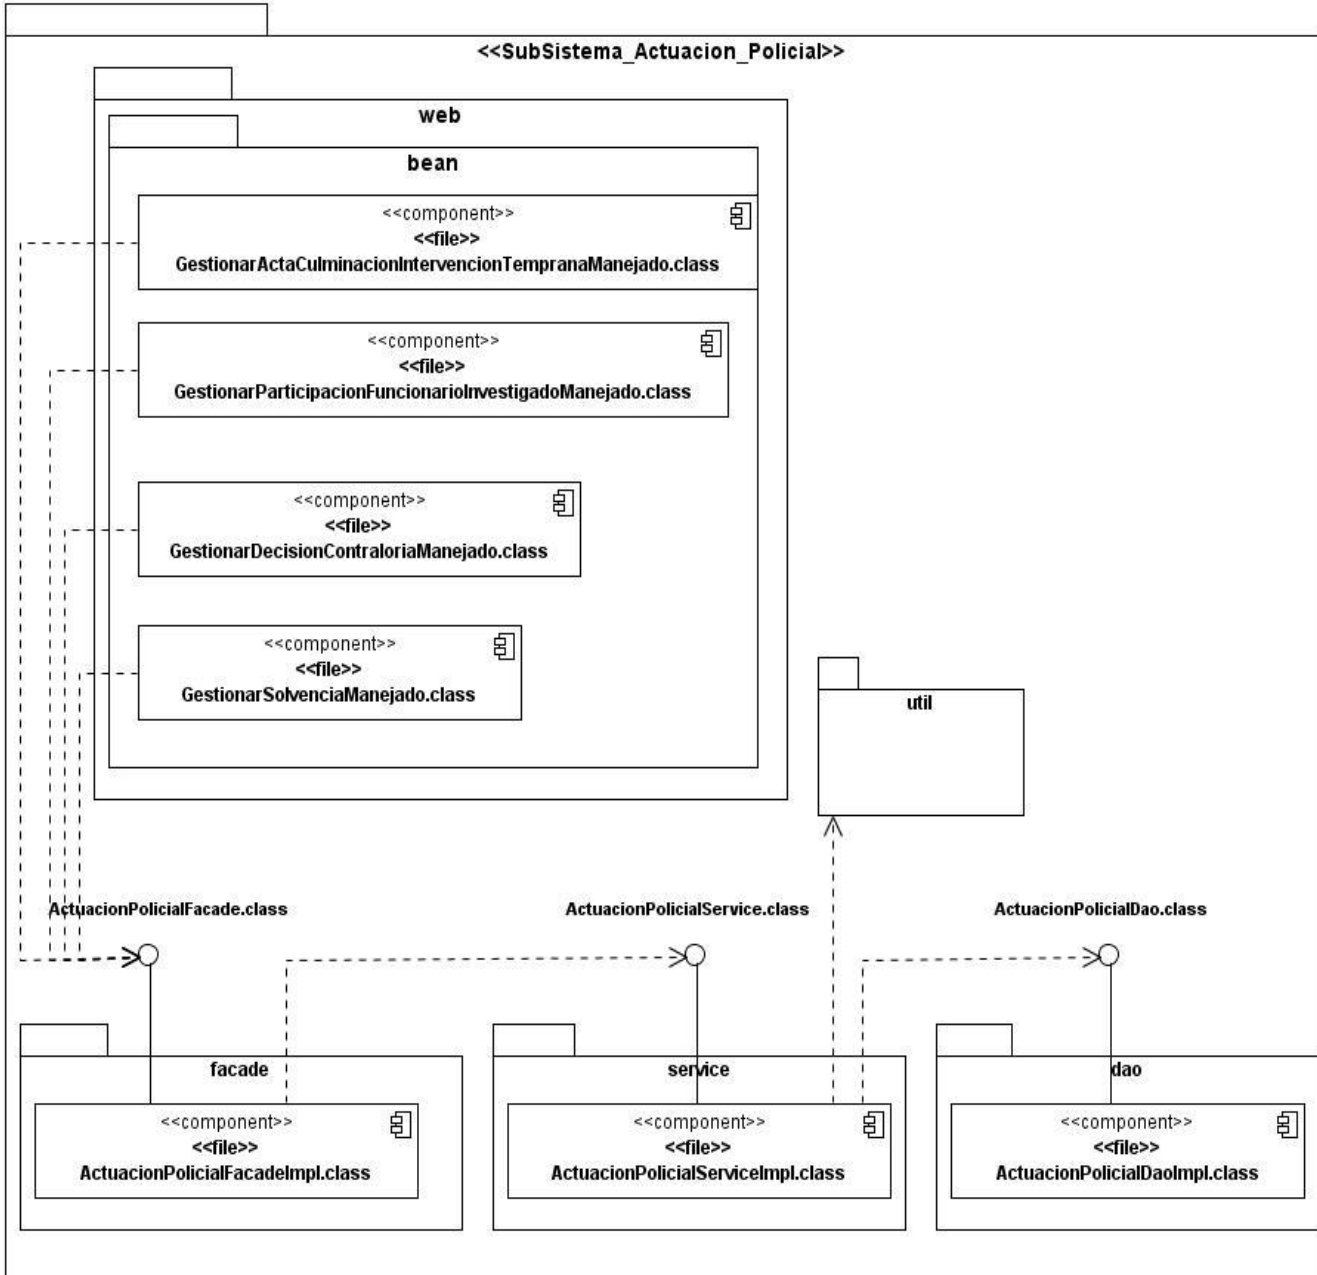 <<SubSistema_Actuacion_Policial>>
web
bean
<<component>>
<<file>>
GestionarActaCulminacionIntervencionTempranaManejado.class
<<component>>
<<file>>
GestionarParticipacionFuncionarioInvestigadoManejado.class
<<component>>
<<file>>
GestionarDecisionContraloriaManejado.class
<<component>>
<<file>>
GestionarSolvenciaManejado.class
util
ActuacionPolicialFacade.class
ActuacionPolicialService.class
ActuacionPolicialDao.class
facade
<<component>>
<<file>>
ActuacionPolicialFacadeImpl.class
service
<<component>>
<<file>>
ActuacionPolicialServiceImpl.class
dao
<<component>>
<<file>>
ActuacionPolicialDaoImpl.class